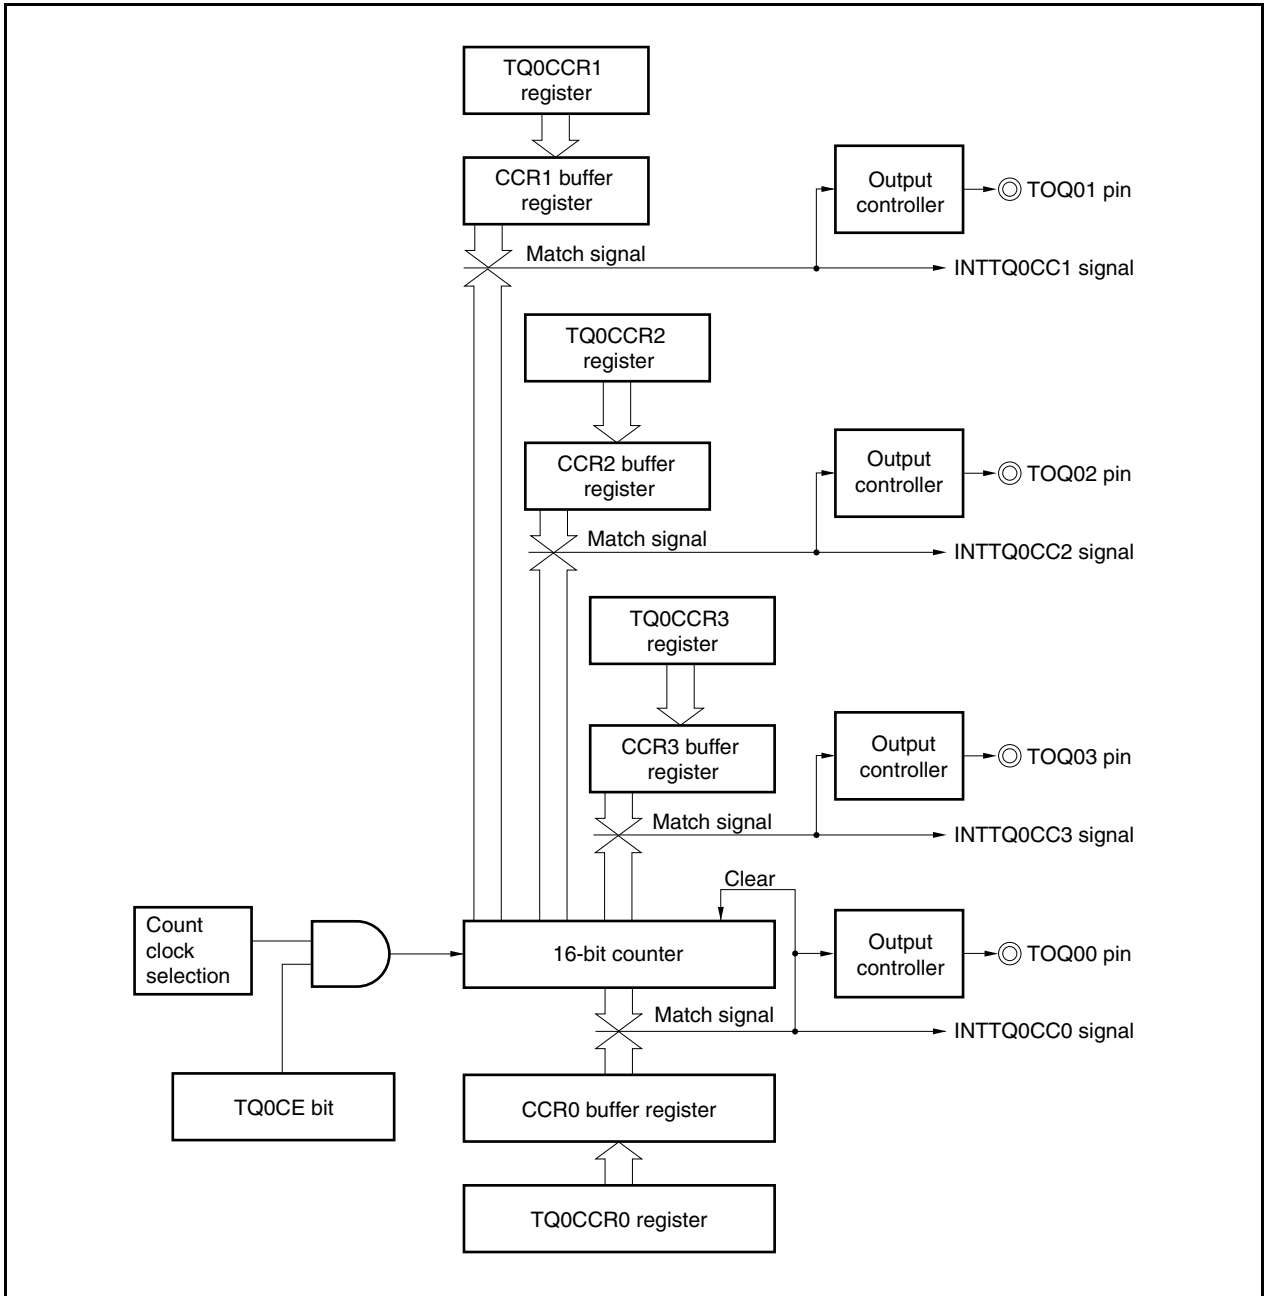 TQ0CCR1
register
CCR1 buffer
register
Output
controller
TOQ01 pin
Match signal
INTTQ0CC1 signal
TQ0CCR2
register
CCR2 buffer
register
Output
controller
TOQ02 pin
Match signal
INTTQ0CC2 signal
TQ0CCR3
register
CCR3 buffer
register
Output
controller
TOQ03 pin
Match signal
INTTQ0CC3 signal
Clear
Count
clock
selection
16-bit counter
Output
controller
TOQ00 pin
Match signal
INTTQ0CC0 signal
TQ0CE bit
CCR0 buffer register
TQ0CCR0 register